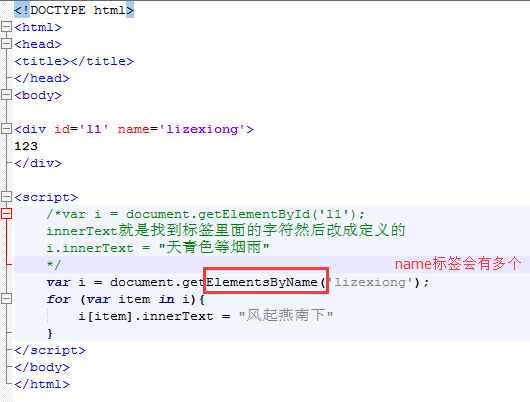 <!DOCTYPE html>
<html>
<head>
<title></title>
</head>
<body>
<div id='l1' name='lizexiong'>
123
</div>
<script>
/*var i = document.getElementById('l1');
innerText就是找到标签里面的字符然后改成定义的
i.innerText = "天青色等烟雨"
*/
name标签会有多个
var i = document.getElementsByName('lizexiong');
for (var item in i){
i[item].innerText = "风起燕南下"
}
</script>
</body>
</html>